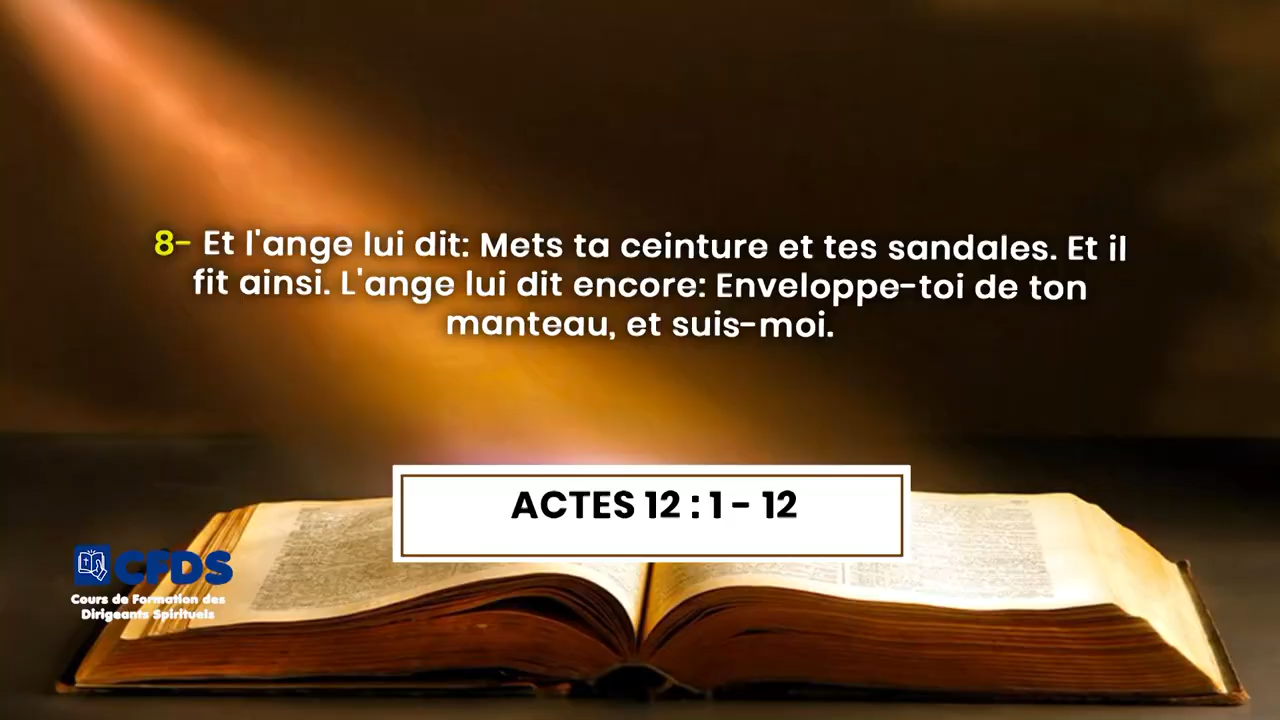 8- Et l'ange lui dit: Mets ta ceinture et tes sandales. Et il
fit ainsi. L'ange lui dit encore: Enveloppe-toi de ton
manteau, et suis-moi.
ACTES 12 : 1 - 12
CFDS
Cours de Formation des
Dirigeants Spirituels